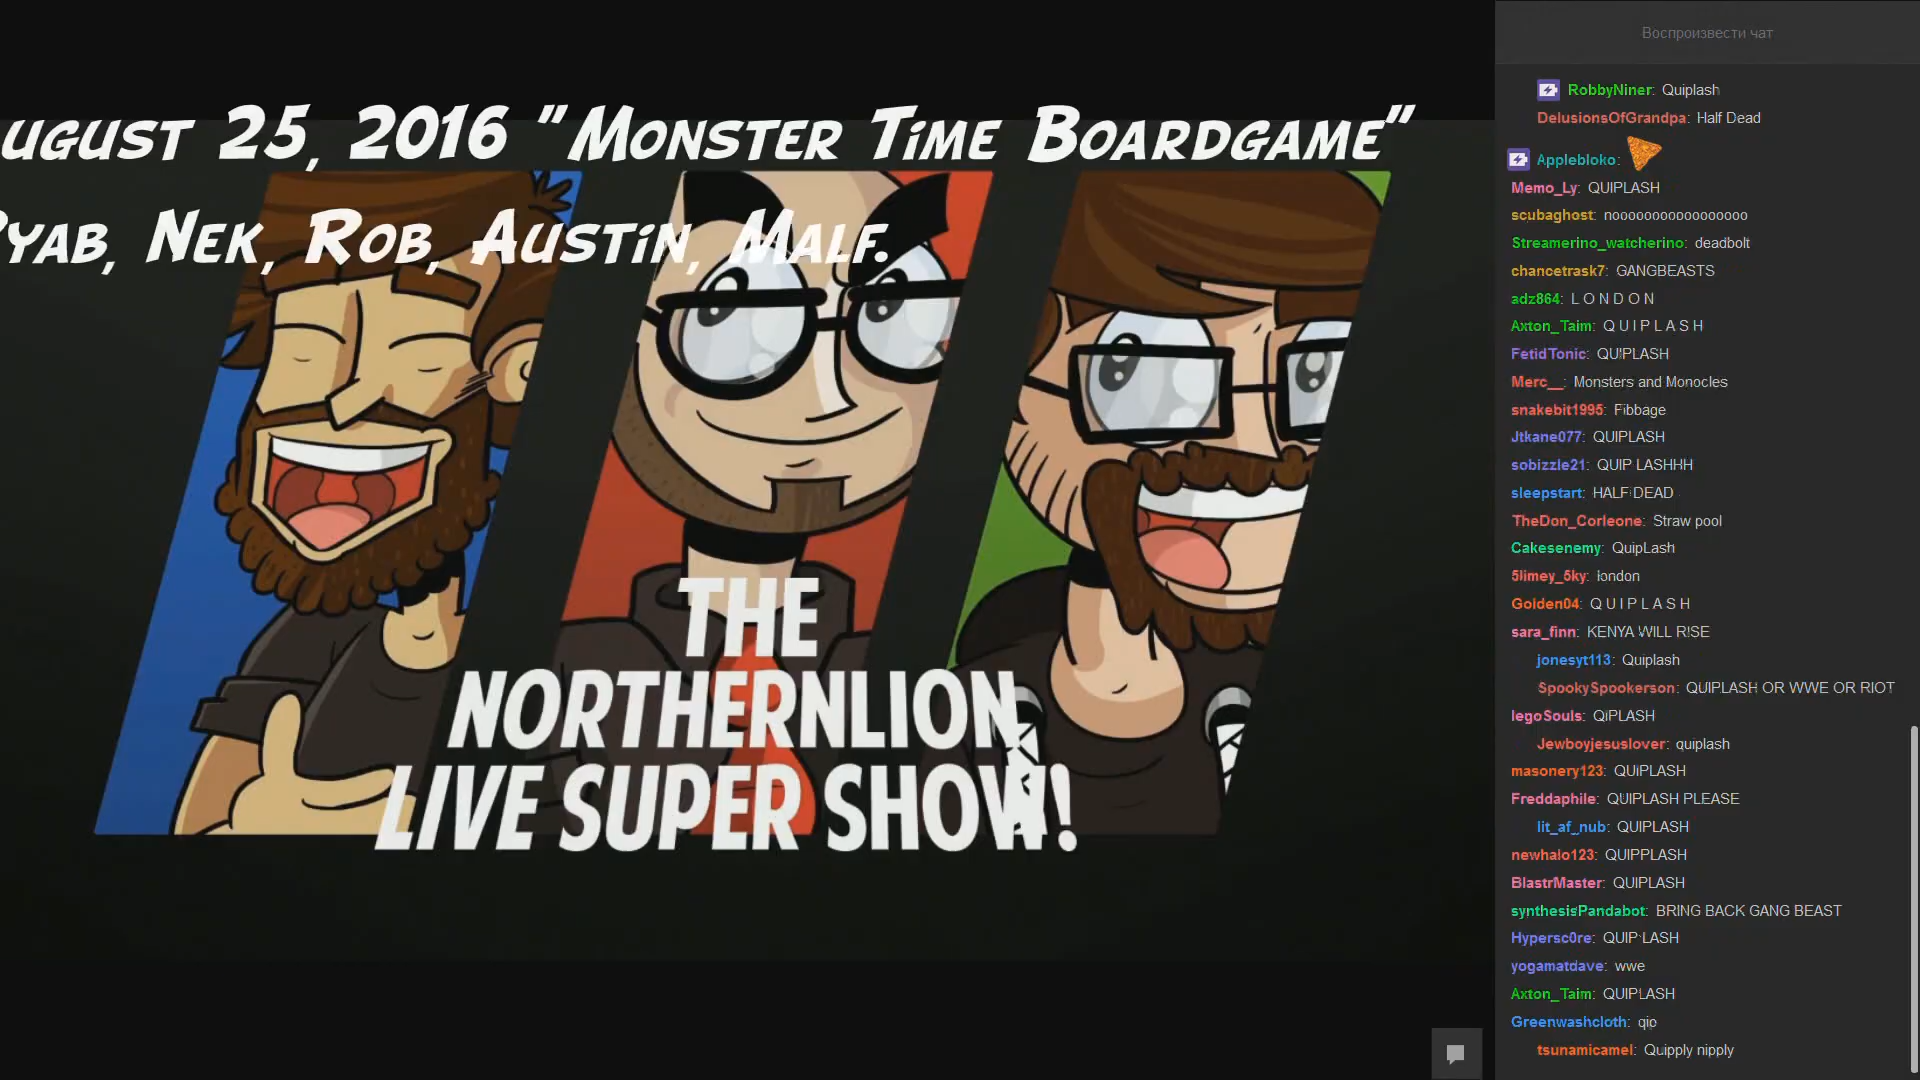 ugust 25, 2016 "Monster Time Boardgame"
yab, Nek, Rob, Austin, Malf.
THE
NORTHERNLION
LIVE SUPER SHOW!
Воспроизвести чат
RobbyNiner: Quiplash
DelusionsOfGrandpa: Half Dead
Applebloko:
Memo_Ly: QUIPLASH
scubaghost: nooooooooooooooooo
Streamerino_watcherino: deadbolt
chancetrask7: GANGBEASTS
adz864: L O N D O N
Axton_Taim: Q U I P L A S H
FetidTonic: QUIPLASH
Merc__: Monsters and Monocles
snakebit1995: Fibbage
Jtkane077: QUIPLASH
sobizzle21: QUIP LASHHH
sleepstart: HALF DEAD
TheDon_Corleone: Straw pool
Cakesenemy: QuipLash
5limey_5ky: london
Golden04: Q U I P L A S H
sara_finn: KENYA WILL RISE
jonesyt113: Quiplash
SpookySpookerson: QUIPLASH OR WWE OR RIOT
legoSouls: QIPLASH
Jewboyjesuslover: quiplash
masonery123: QUIPLASH
Freddaphile: QUIPLASH PLEASE
lit_af_nub: QUIPLASH
newhalo123: QUIPPLASH
BlastrMaster: QUIPLASH
synthesisPandabot: BRING BACK GANG BEAST
Hypersc0re: QUIP LASH
yogamatdave: wwe
Axton_Taim: QUIPLASH
Greenwashcloth: qip
tsunamicamel: Quipply nipply